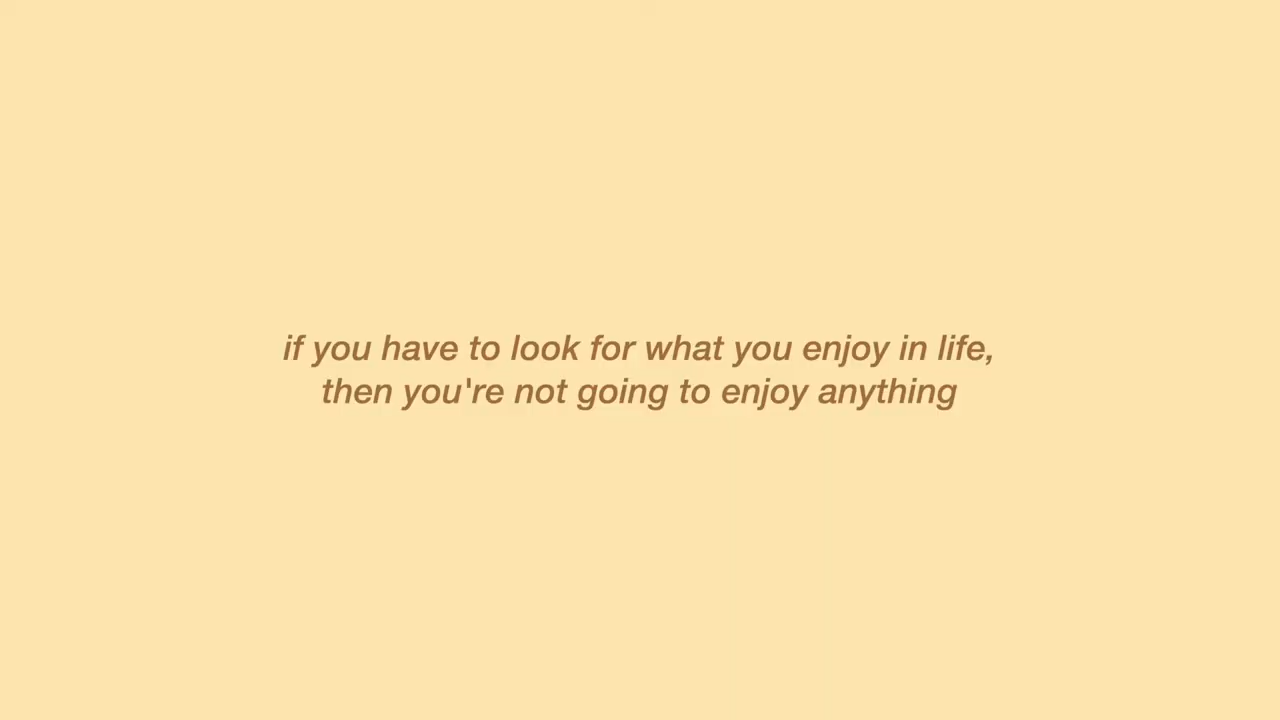 if you have to look for what you enjoy in life,
then you're not going to enjoy anything